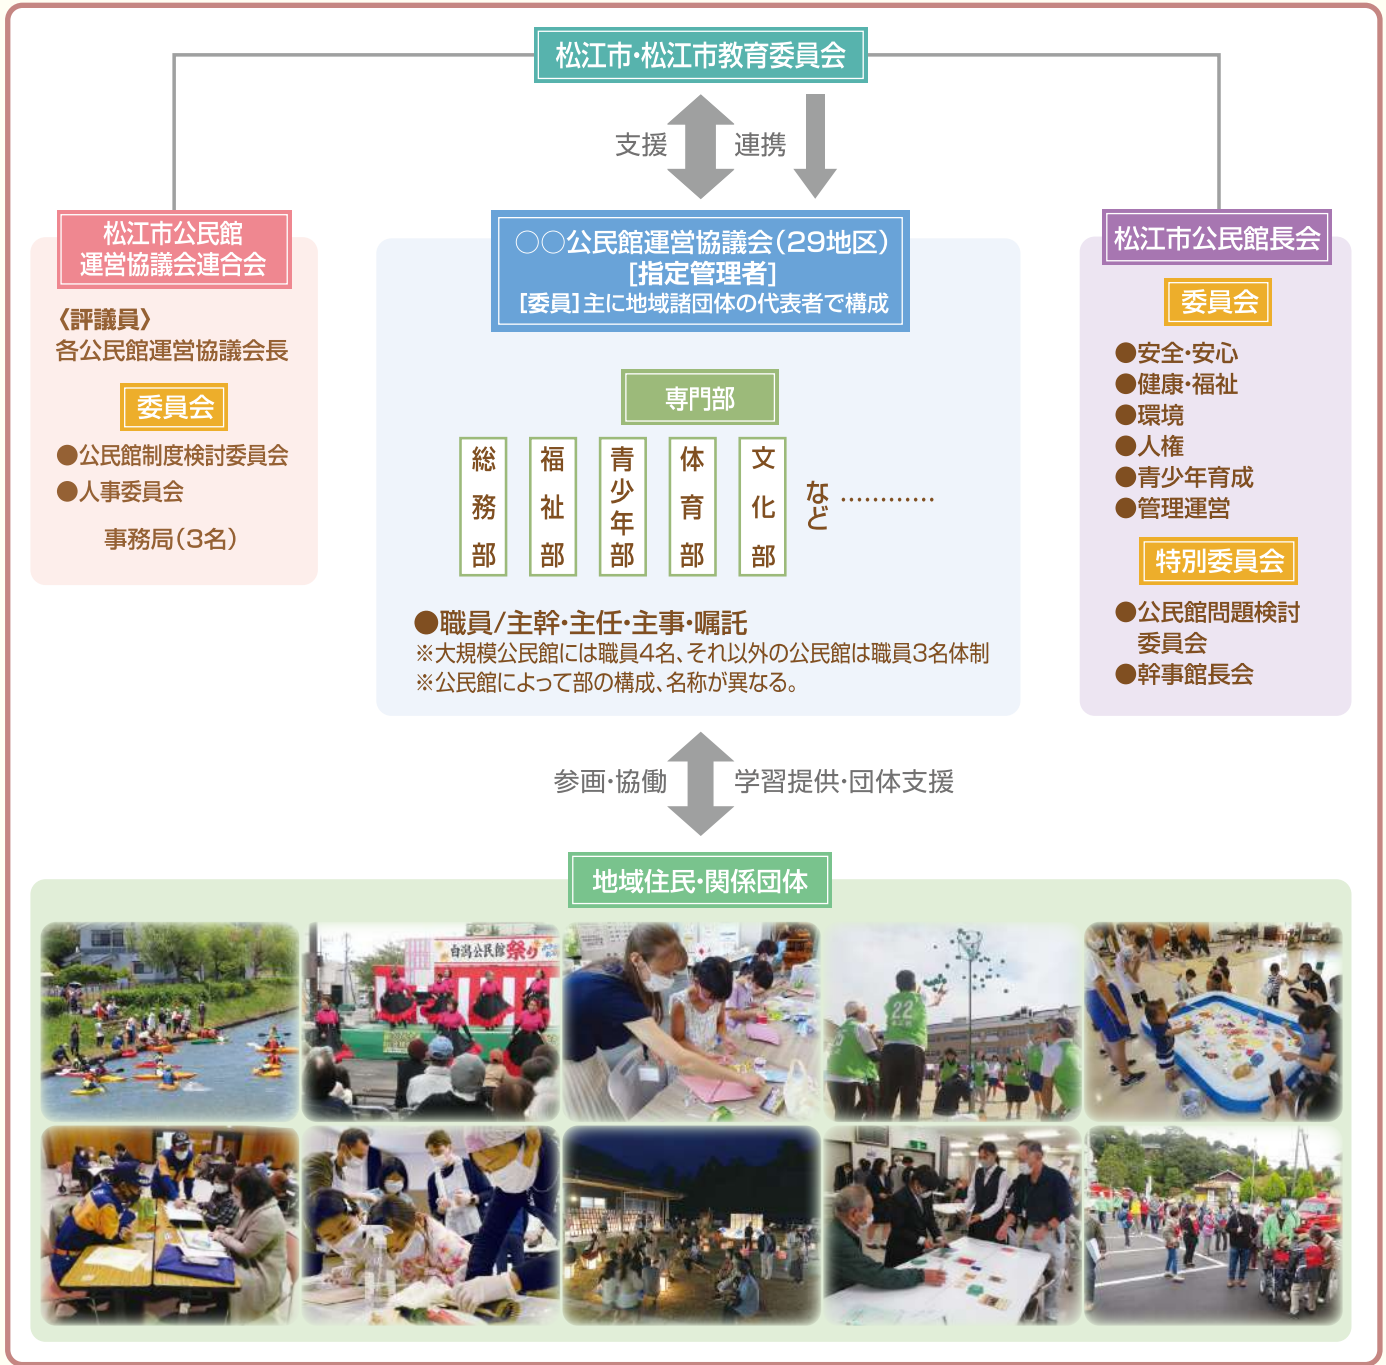 松江市・松江市教育委員会
支援
連携
松江市公民館
運営協議会連合会
〈評議員〉
各公民館運営協議会長
委員会
●公民館制度検討委員会
●人事委員会
事務局(3名)
○○公民館運営協議会(29地区)
[指定管理者]
[委員]主に地域諸団体の代表者で構成
専門部
総務部
福祉部
青少年部
体育部
文化部
など…………
●職員/主幹・主任・主事・嘱託
※大規模公民館には職員4名、それ以外の公民館は職員3名体制
※公民館によって部の構成、名称が異なる。
松江市公民館長会
委員会
●安全・安心
●健康・福祉
●環境
●人権
●青少年育成
●管理運営
特別委員会
●公民館問題検討
委員会
●幹事館長会
参画・協働
学習提供・団体支援
地域住民・関係団体
白潟公民館祭り
22